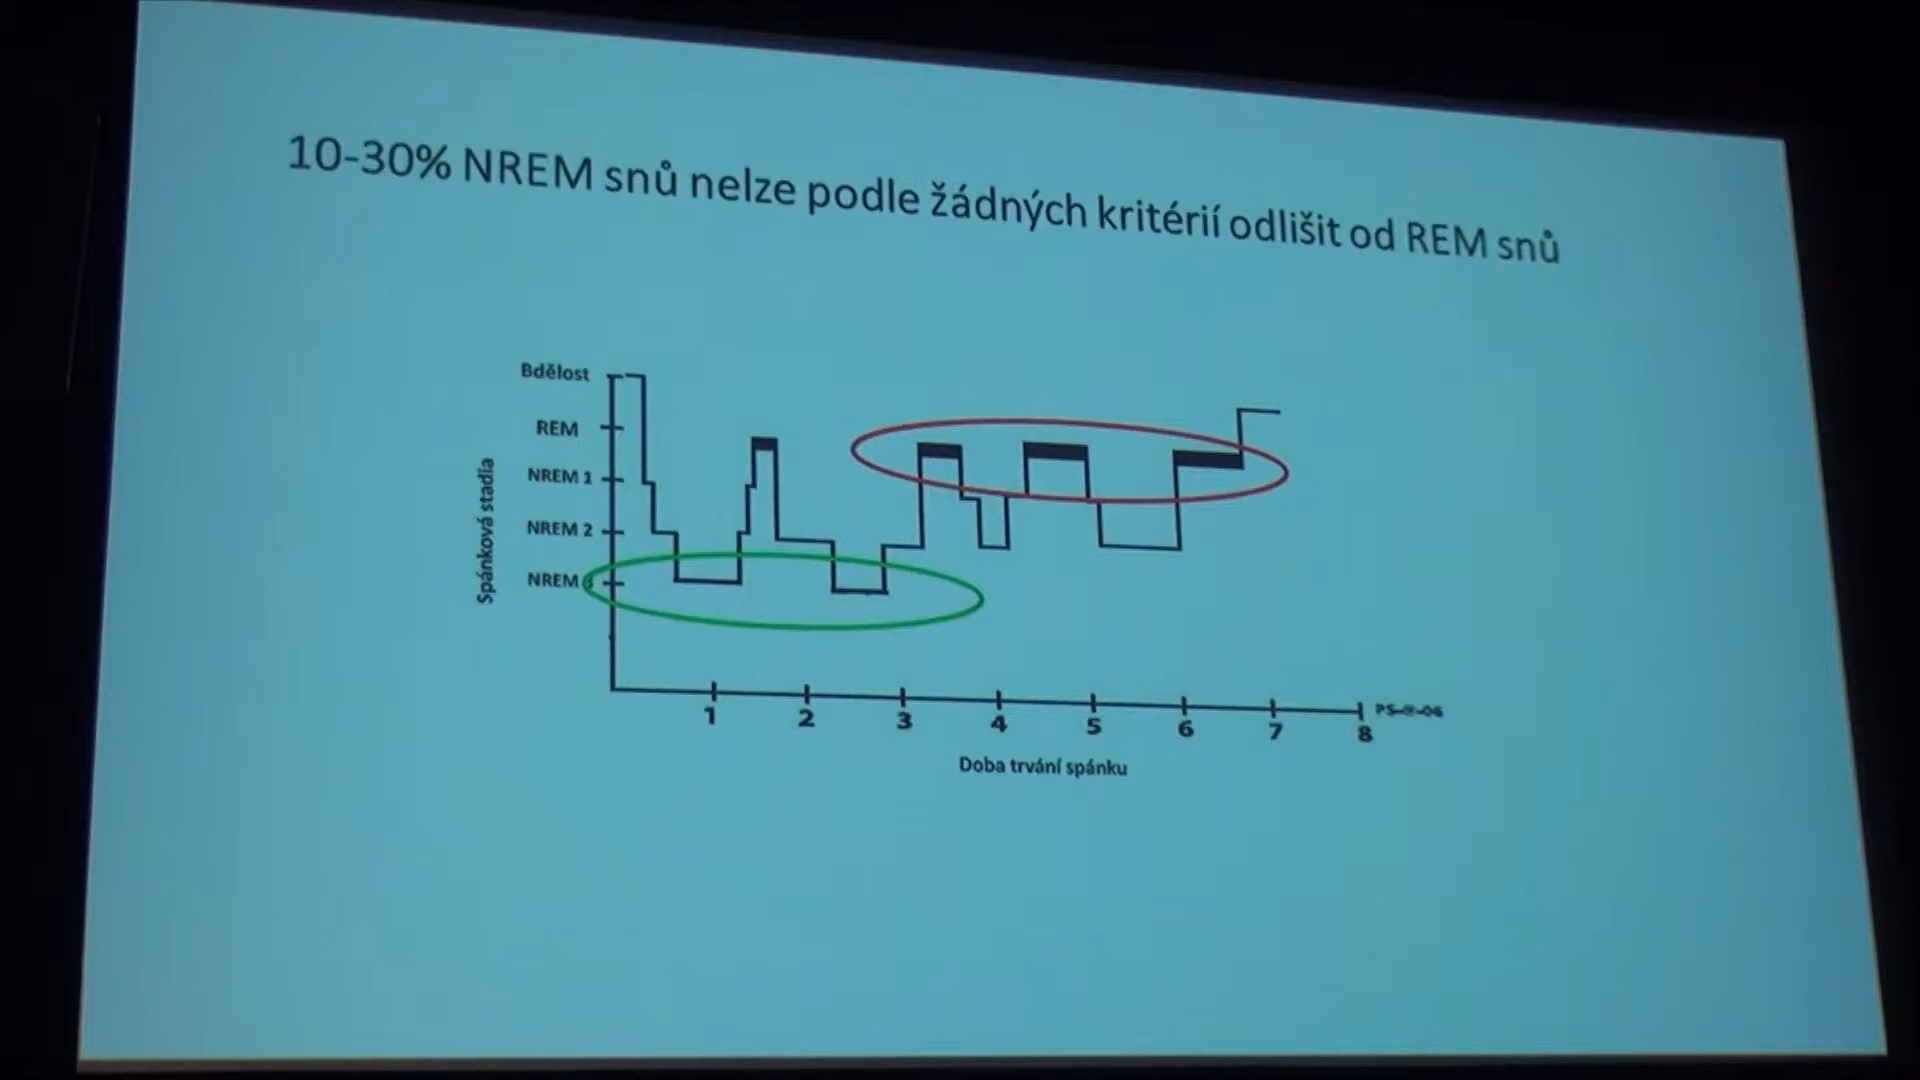 10-30% NREM snů nelze podle žádných kritérií odlišit od REM snů
Bdělost
REM
NREM 1
NREM 2
NREM
Spánková stadia
1 2 3 4 5 6 7 8
Doba trvání spánku